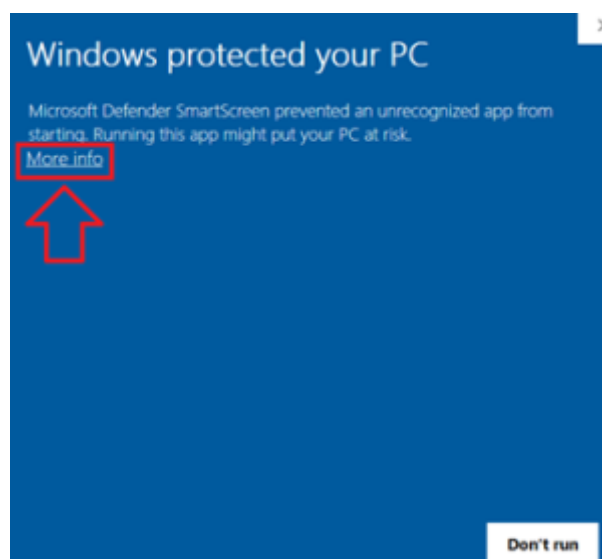 Windows protected your PC
Microsoft Defender SmartScreen prevented an unrecognized app from
starting. Running this app might put your PC at risk.
More info
Don't run